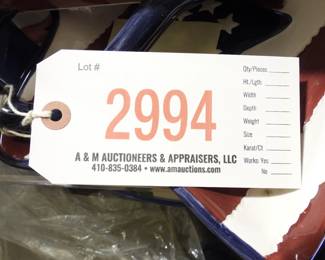 Lot #
2994
A & M AUCTIONEERS & APPRAISERS, LLC
410-835-0384 • www.amauctions.com
Qty/Pieces
Ht./Lgth
Width
Depth
Weight
Size
Karat/Ct
Works: Yes
No